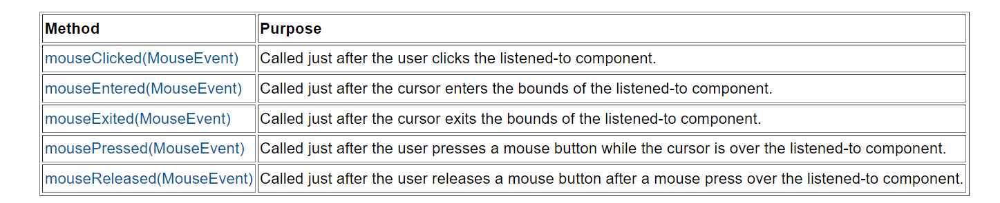 Method Purpose
mouseClicked(MouseEvent) Called just after the user clicks the listened-to component.
mouseEntered(MouseEvent) Called just after the cursor enters the bounds of the listened-to component.
mouseExited(MouseEvent) Called just after the cursor exits the bounds of the listened-to component.
mousePressed(MouseEvent) Called just after the user presses a mouse button while the cursor is over the listened-to component.
mouseReleased(MouseEvent) Called just after the user releases a mouse button after a mouse press over the listened-to component.